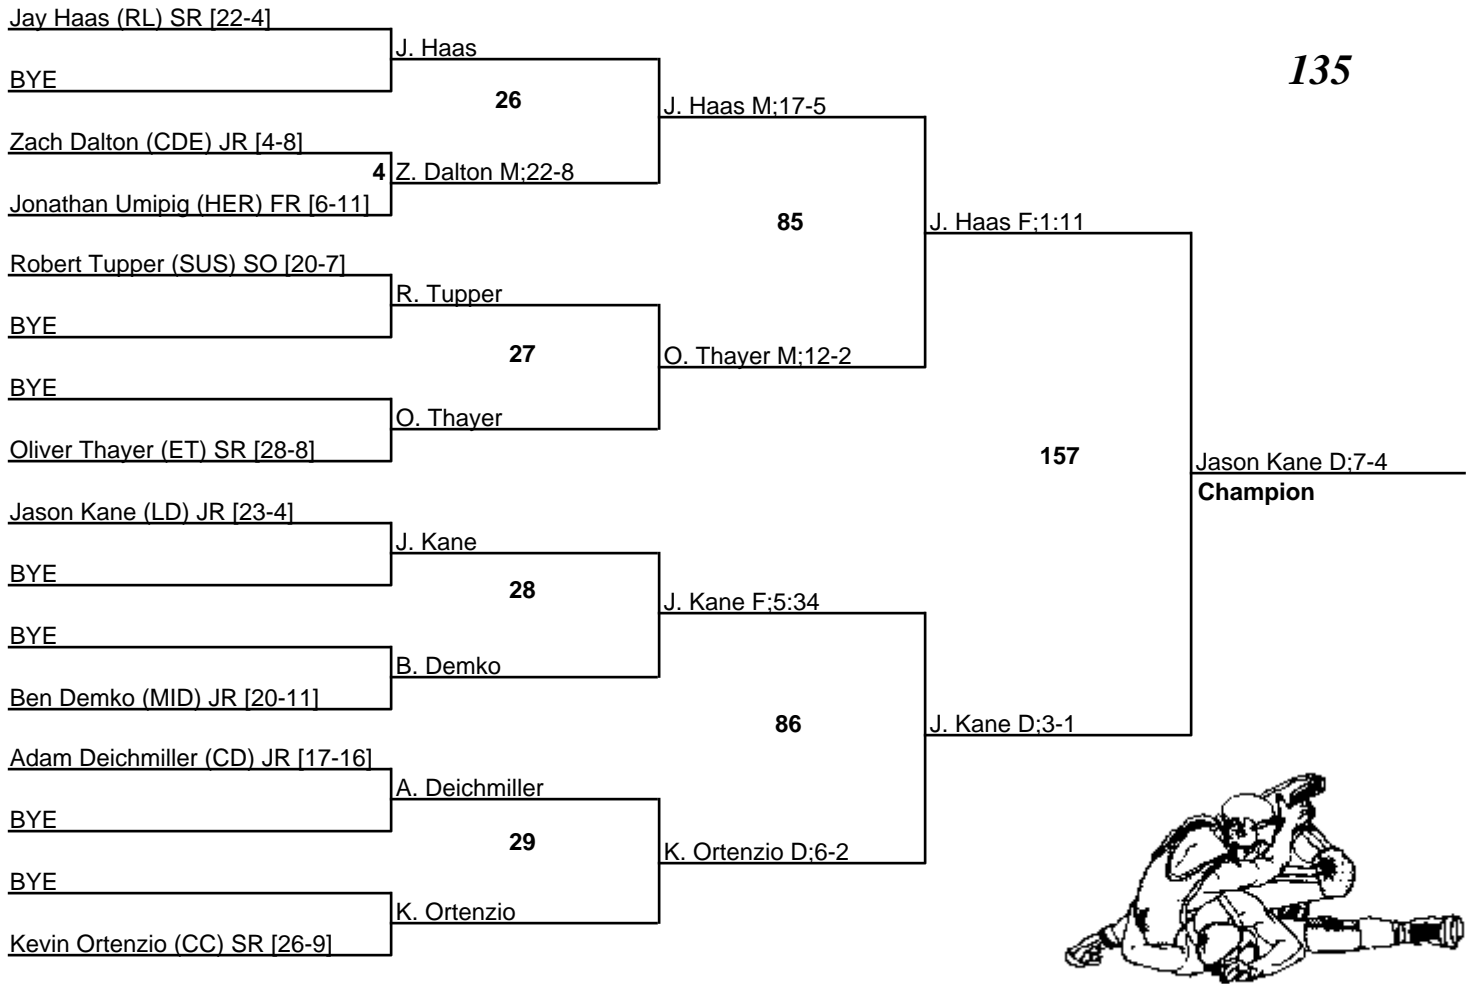 Jay Haas (RL) SR [22-4]
J. Haas
BYE
135
26
J. Haas M;17-5
Zach Dalton (CDE) JR [4-8]
4 Z. Dalton M;22-8
Jonathan Umipig (HER) FR [6-11]
85
J. Haas F;1:11
Robert Tupper (SUS) SO [20-7]
R. Tupper
BYE
27
O. Thayer M;12-2
BYE
O. Thayer
Oliver Thayer (ET) SR [28-8]
157
Jason Kane D;7-4
Champion
Jason Kane (LD) JR [23-4]
J. Kane
BYE
28
J. Kane F;5:34
BYE
B. Demko
Ben Demko (MID) JR [20-11]
86
J. Kane D;3-1
Adam Deichmiller (CD) JR [17-16]
A. Deichmiller
BYE
29
K. Ortenzio D;6-2
BYE
K. Ortenzio
Kevin Ortenzio (CC) SR [26-9]